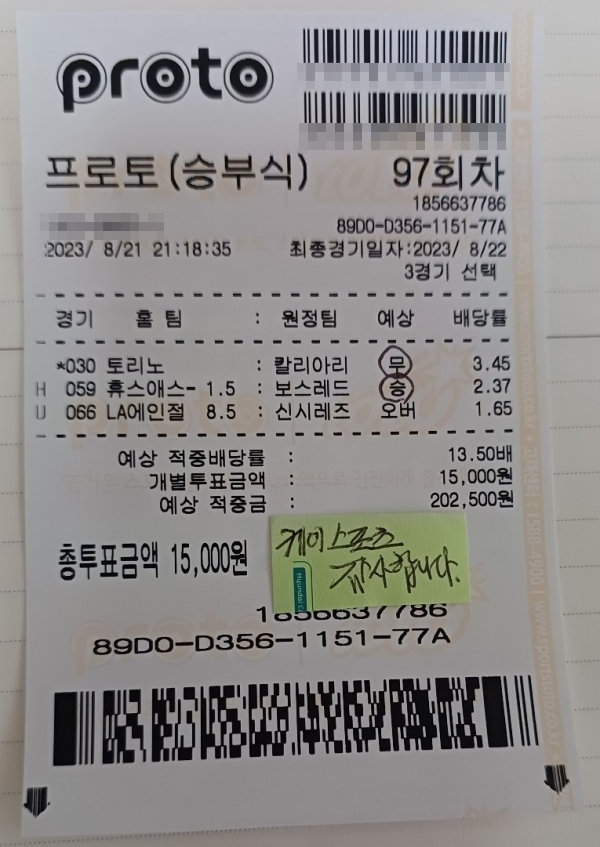 proto
프로토(승부식) 97회차
1856637786
89D0-D356-1151-77A
2023/ 8/21 21:18:35 최종경기일자:2023/ 8/22
3경기 선택
경기 홈 팀 : 원정팀 예상 배당률
*030 토리노 : 칼리아리 무 3.45
H 059 휴스애스- 1.5 : 보스레드 승 2.37
U 066 LA에인절 8.5 : 신시레즈 오버 1.65
예상 적중배당률 : 13.50배
개별투표금액 : 15,000원
예상 적중금 : 202,500원
총투표금액 15,000원
케이스포츠
감사합니다.
1856637786
89D0-D356-1151-77A